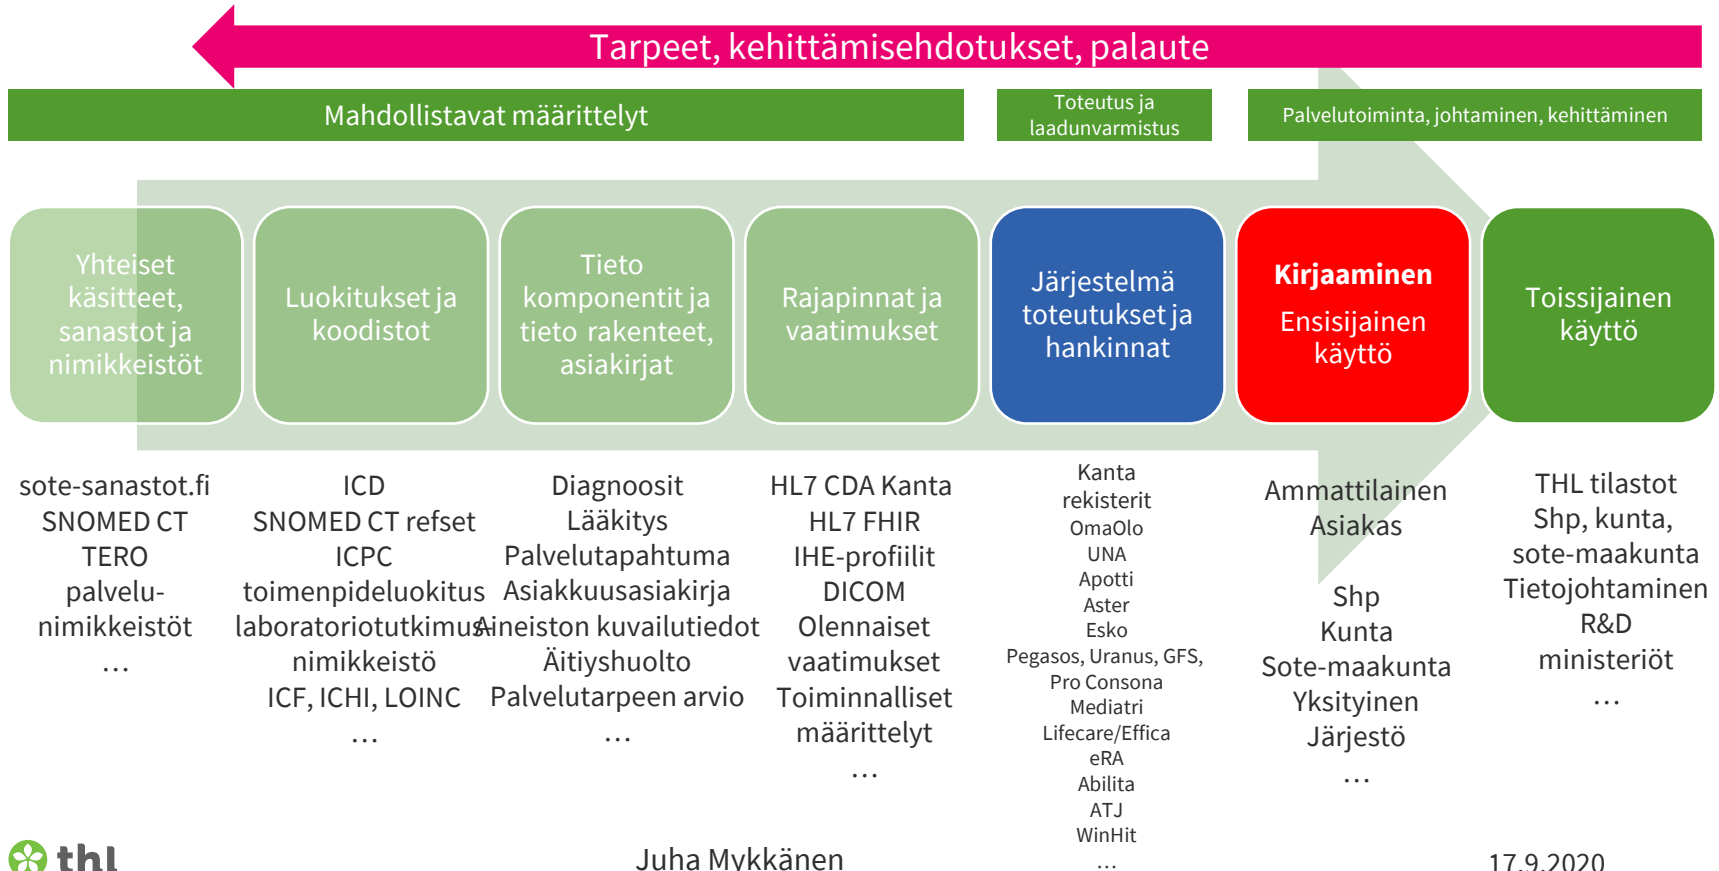 Tarpeet, kehittämisehdotukset, palaute
Mahdollistavat määrittelyt
Toteutus ja
laadunvarmistus
Palvelutoiminta, johtaminen, kehittäminen
Yhteiset
käsitteet,
sanastot ja
nimikkeistöt
Luokitukset ja
koodistot
Tieto
komponentit ja
tieto rakenteet,
asiakirjat
Rajapinnat ja
vaatimukset
Järjestelmä
toteutukset ja
hankinnat
Kirjaaminen
Ensisijainen
käyttö
Toissijainen
käyttö
sote-sanastot.fi
SNOMED CT
TERO
palvelu-
nimikkeistöt
…
ICD
SNOMED CT refset
ICPC
toimenpideluokitus
laboratoriotutkimus-
nimikkeistö
ICF, ICHI, LOINC
…
Diagnoosit
Lääkitys
Palvelutapahtuma
Asiakkuusasiakirja
Aineiston kuvailutiedot
Äitiyshuolto
Palvelutarpeen arvio
…
HL7 CDA Kanta
HL7 FHIR
IHE-profiilit
DICOM
Olennaiset
vaatimukset
Toiminnalliset
määrittelyt
…
Kanta
rekisterit
OmaOlo
UNA
Apotti
Aster
Esko
Pegasos, Uranus, GFS,
Pro Consona
Mediatri
Lifecare/Effica
eRA
Abilita
ATJ
WinHit
…
Ammattilainen
Asiakas
Shp
Kunta
Sote-maakunta
Yksityinen
Järjestö
…
THL tilastot
Shp, kunta,
sote-maakunta
Tietojohtaminen
R&D
ministeriöt
…
thl
Juha Mykkänen
17.9.2020